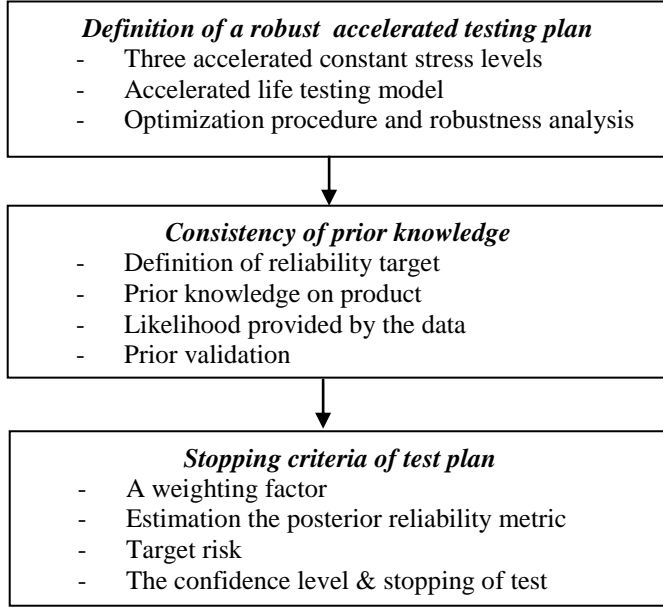 Definition of a robust accelerated testing plan
- Three accelerated constant stress levels
- Accelerated life testing model
- Optimization procedure and robustness analysis
Consistency of prior knowledge
- Definition of reliability target
- Prior knowledge on product
- Likelihood provided by the data
- Prior validation
Stopping criteria of test plan
- A weighting factor
- Estimation the posterior reliability metric
- Target risk
- The confidence level & stopping of test